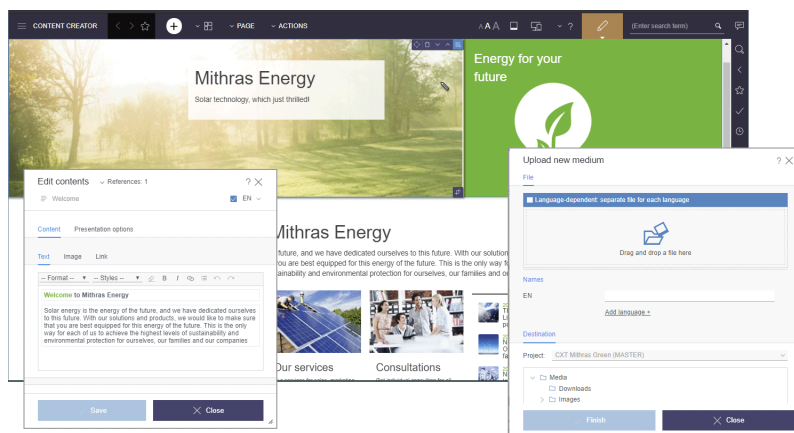 CONTENT CREATOR
PAGE
ACTIONS
A A A
?
(Enter search term)
Mithras Energy
Solar technology, which just thrilled!
Energy for your
future
Edit contents References: 1
?
Welcome
EN
Content Presentation options
Text Image Link
-- Format -- -- Styles -- B I
Welcome to Mithras Energy
Solar energy is the energy of the future, and we have dedicated ourselves
to this future. With our solutions and products, we would like to make sure
that you are best equipped for this energy of the future. This is the only
way for each of us to achieve the highest levels of sustainability and
environmental protection for ourselves, our families and our companies
Save
Close
Mithras Energy
future, and we have dedicated ourselves to this future. With our solution
ou are best equipped for this energy of the future. This is the only way f
ainability and environmental protection for ourselves, our families and o
Our services
Consultations
Upload new medium
?
File
Language-dependent: separate file for each language
Drag and drop a file here
Names
EN
Add language +
Destination
Project: CXT Mithras Green (MASTER)
Media
Downloads
Images
Finish
Close